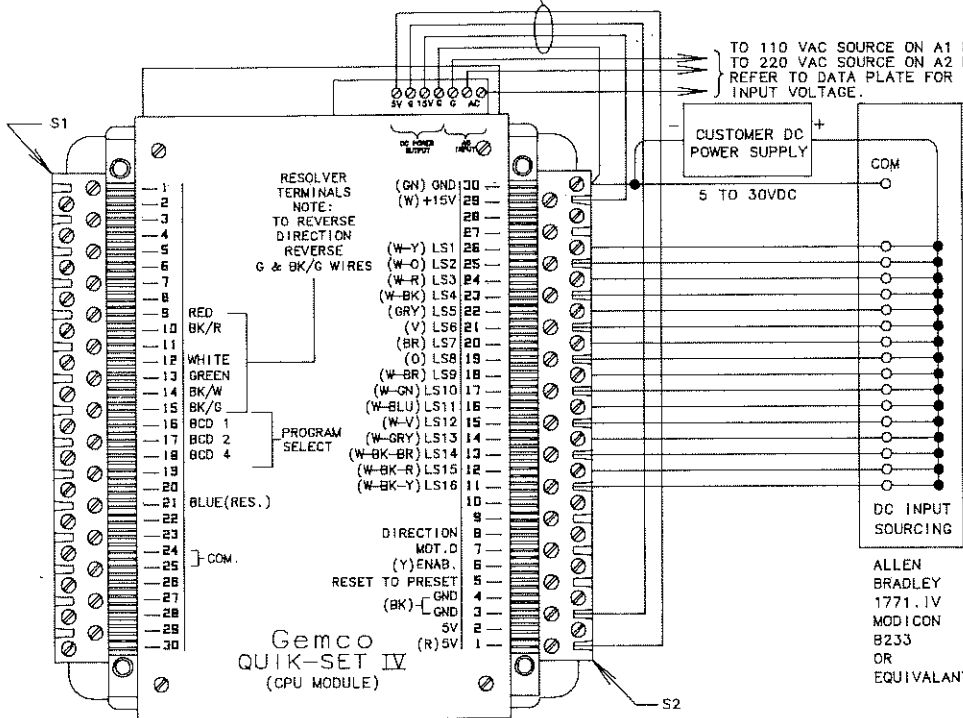 TO 110 VAC SOURCE ON A1
TO 220 VAC SOURCE ON A2
REFER TO DATA PLATE FOR
INPUT VOLTAGE.
5V G 15V G G AC
DC POWER OUTPUT
AC INPUT
S1
- CUSTOMER DC POWER SUPPLY +
5 TO 30VDC
COM
RESOLVER
TERMINALS
NOTE:
TO REVERSE
DIRECTION
REVERSE
G & BK/G WIRES
1
2
3
4
5
6
7
8
9 RED
10 BK/R
11
12 WHITE
13 GREEN
14 BK/W
15 BK/G
16 BCD 1
17 BCD 2
18 BCD 4
PROGRAM
SELECT
19
20
21 BLUE(RES.)
22
23
24
25
COM.
26
27
28
29
30
(GN) GND 30
(W)+15V 29
28
27
(W-Y) LS1 26
(W-O) LS2 25
(W-R) LS3 24
(W-BK) LS4 23
(GRY) LS5 22
(V) LS6 21
(BR) LS7 20
(O) LS8 19
(W-BR) LS9 18
(W-GN) LS10 17
(W-BLU) LS11 16
(W-V) LS12 15
(W-GRY) LS13 14
(W-BK-BR) LS14 13
(W-BK-R) LS15 12
(W-BK-Y) LS16 11
10
9
DIRECTION 8
MOT.D 7
(Y)ENAB. 6
RESET TO PRESET 5
(BK) GND 4
GND 3
5V 2
(R)5V 1
Gemco
QUIK-SET IV
(CPU MODULE)
S2
DC INPUT
SOURCING
ALLEN
BRADLEY
1771.IV
MODICON
B233
OR
EQUIVALANT